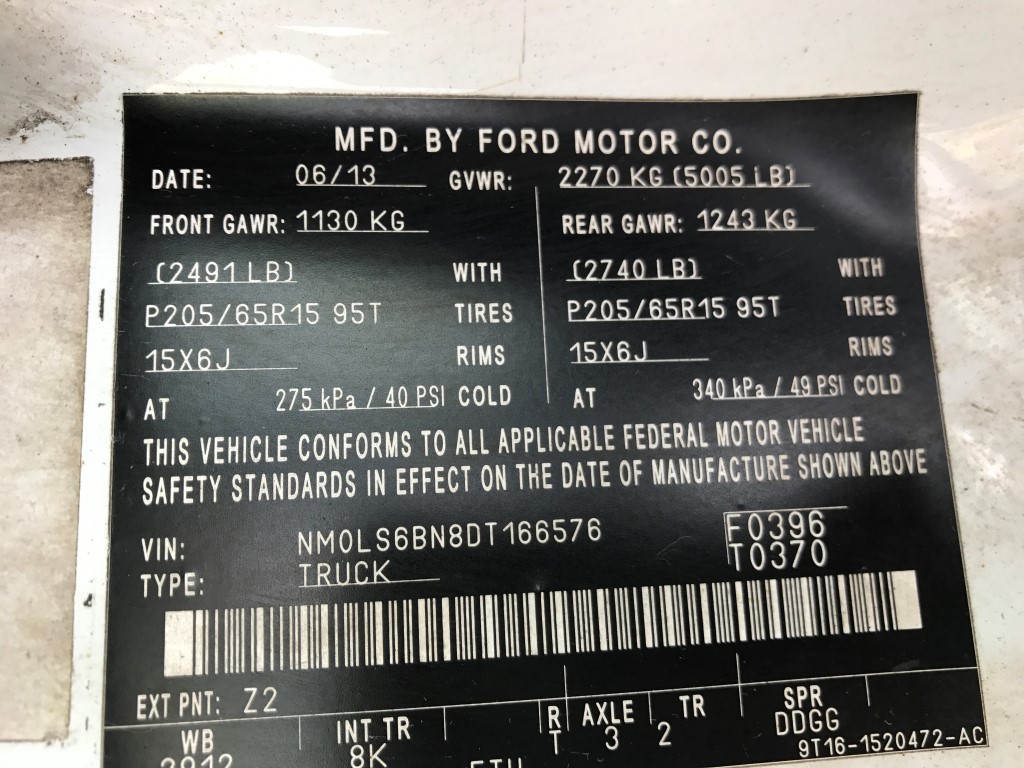 MFD. BY FORD MOTOR CO.
DATE: 06/13 GVWR: 2270 KG (5005 LB)
FRONT GAWR: 1130 KG REAR GAWR: 1243 KG
(2491 LB) WITH (2740 LB) WITH
P205/65R15 95T TIRES P205/65R15 95T TIRES
15X6J RIMS 15X6J RIMS
AT 275 kPa / 40 PSI COLD AT 340 kPa / 49 PSI COLD
THIS VEHICLE CONFORMS TO ALL APPLICABLE FEDERAL MOTOR VEHICLE
SAFETY STANDARDS IN EFFECT ON THE DATE OF MANUFACTURE SHOWN ABOVE
VIN: NM0LS6BN8DT166576 F0396
TYPE: TRUCK T0370
EXT PNT: Z2
WB INT TR RT AXLE TR SPR
2912 8K 3 2 DDGG
9T16-1520472-AC